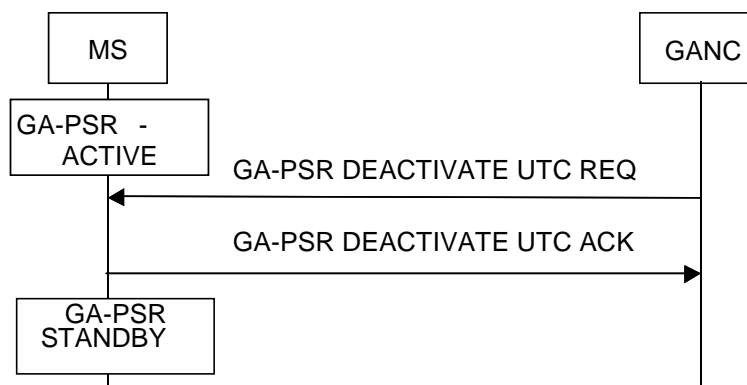 MS
GANC
GA-PSR -
ACTIVE
GA-PSR DEACTIVATE UTC REQ
GA-PSR DEACTIVATE UTC ACK
GA-PSR
STANDBY